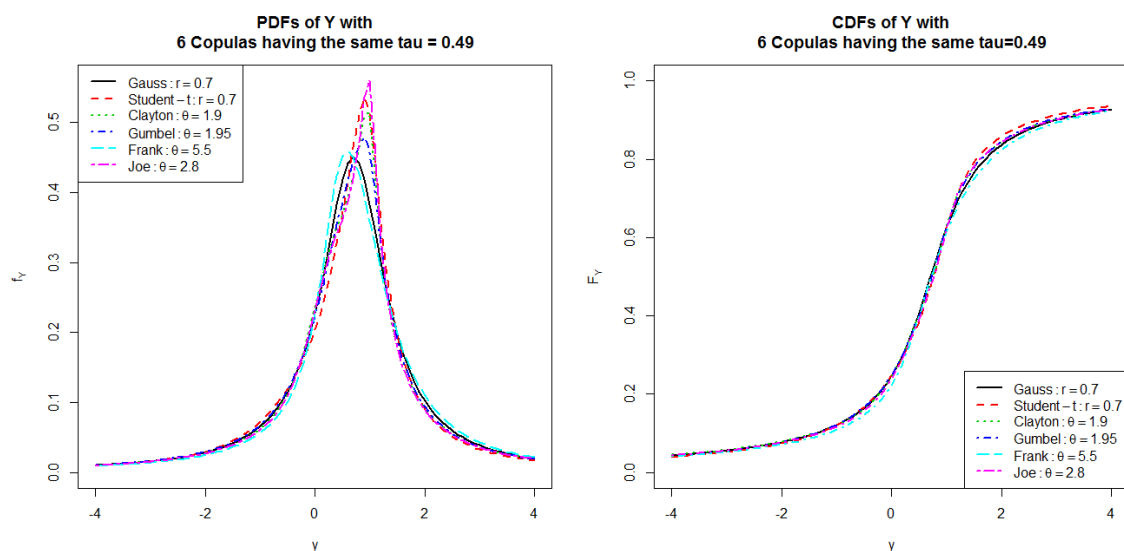 PDFs of Y with
6 Copulas having the same tau = 0.49
Gauss : r = 0.7
Student − t : r = 0.7
Clayton : θ = 1.9
Gumbel : θ = 1.95
Frank : θ = 5.5
Joe : θ = 2.8
f_Y
0.5
0.4
0.3
0.2
0.1
0.0
-4 -2 0 2 4
y
CDFs of Y with
6 Copulas having the same tau=0.49
F_Y
1.0
0.8
0.6
0.4
0.2
0.0
Gauss : r = 0.7
Student − t : r = 0.7
Clayton : θ = 1.9
Gumbel : θ = 1.95
Frank : θ = 5.5
Joe : θ = 2.8
-4 -2 0 2 4
y